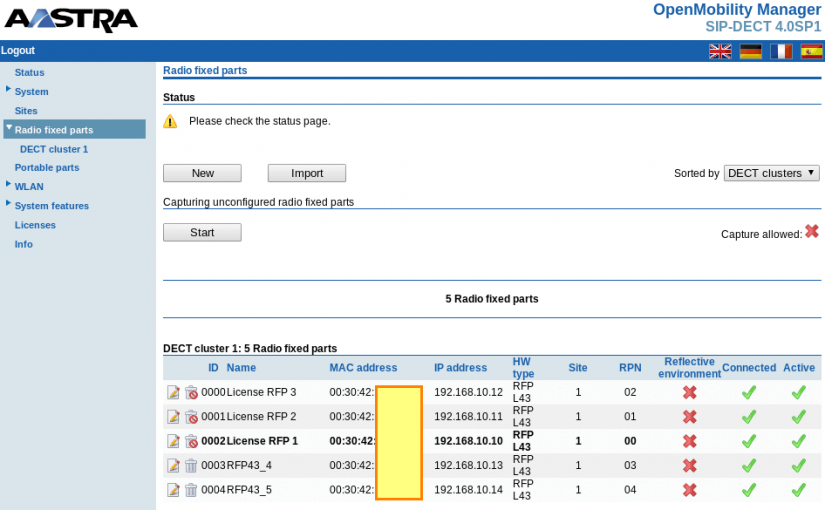 AASTRA
OpenMobility Manager
SIP-DECT 4.0SP1
Logout
Status
System
Sites
Radio fixed parts
DECT cluster 1
Portable parts
WLAN
System features
Licenses
Info
Radio fixed parts
Status
Please check the status page.
New Import Sorted by DECT clusters
Capturing unconfigured radio fixed parts
Start Capture allowed:
5 Radio fixed parts
DECT cluster 1: 5 Radio fixed parts
ID Name MAC address IP address HW type Site RPN Reflective environment Connected Active
0000 License RFP 3 00:30:42: 192.168.10.12 RFP L43 1 02
0001 License RFP 2 00:30:42: 192.168.10.11 RFP L43 1 01
0002 License RFP 1 00:30:42: 192.168.10.10 RFP L43 1 00
0003 RFP43_4 00:30:42: 192.168.10.13 RFP L43 1 03
0004 RFP43_5 00:30:42: 192.168.10.14 RFP L43 1 04